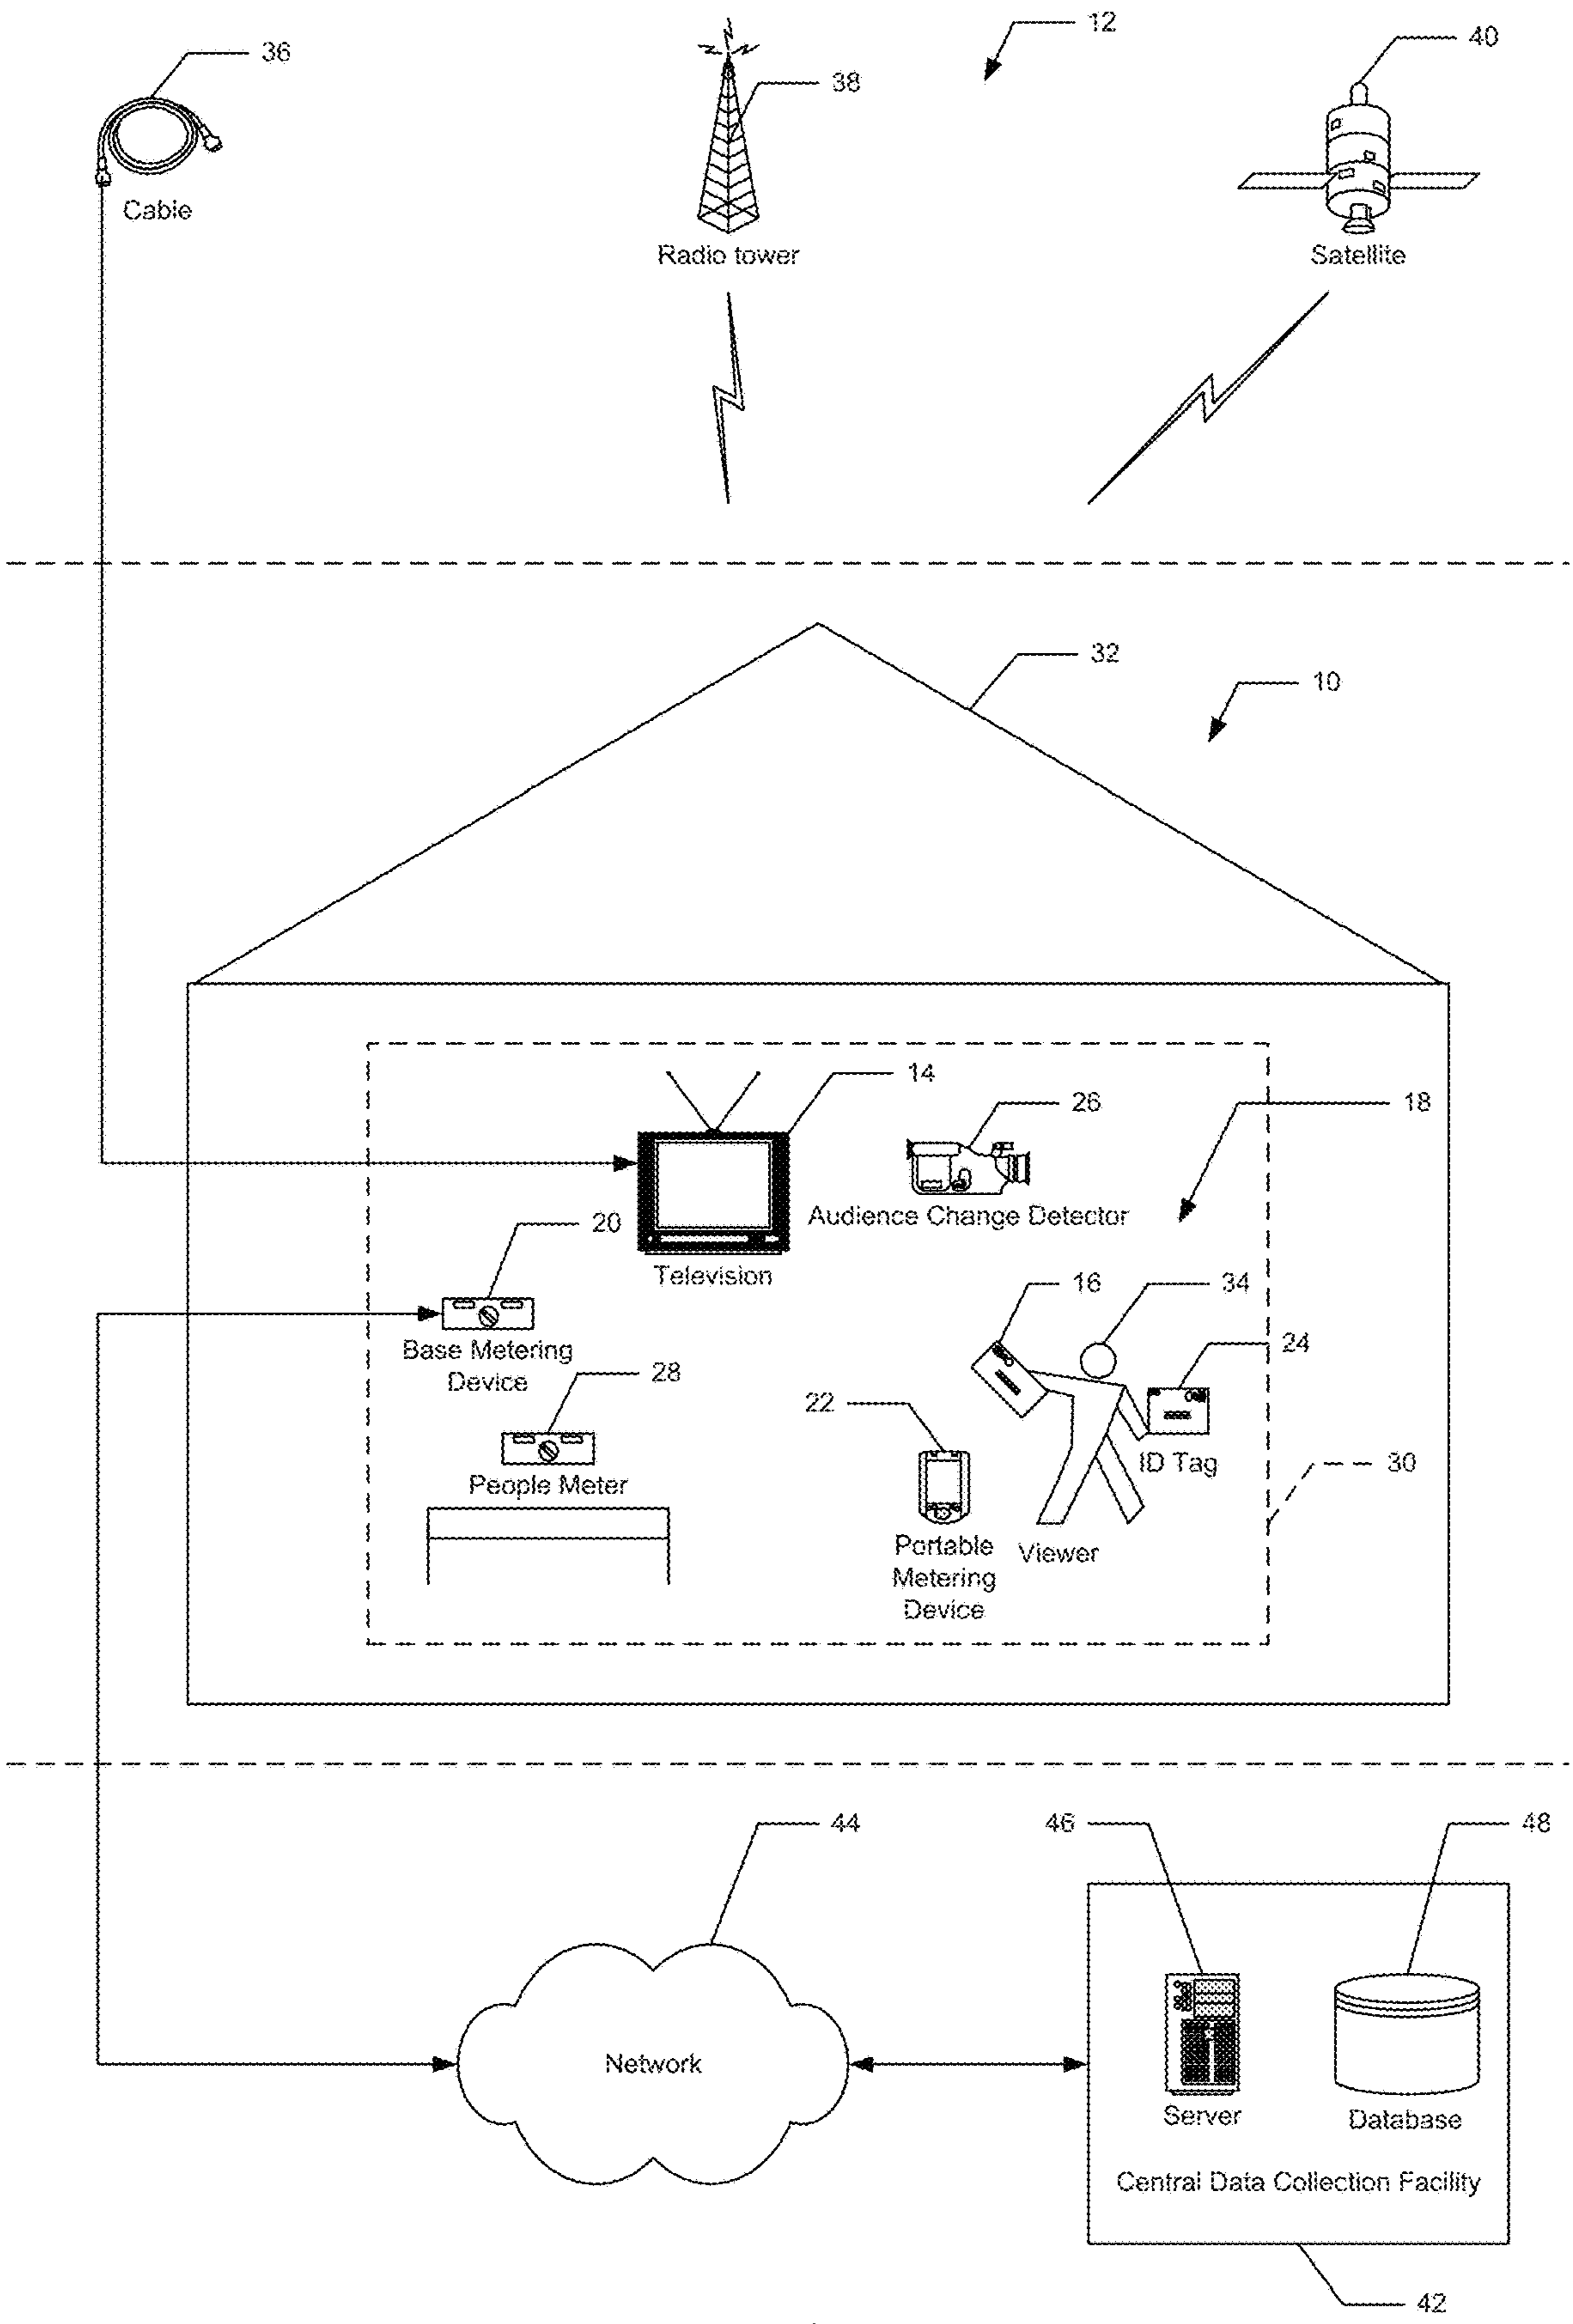 12
36
40
38
Cable
Radio tower
Satellite
32
10
14
26
18
Audience Change Detector
20
Television
16
34
24
Base Metering
Device
28
22
ID Tag
30
People Meter
Portable
Metering
Device
Viewer
44
46
48
Network
Server
Database
Central Data Collection Facility
42